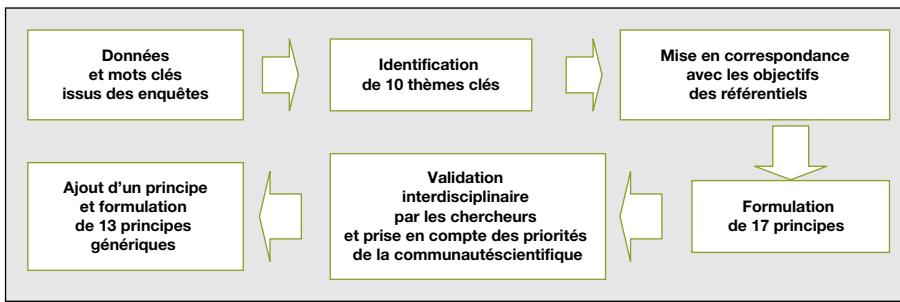 Données
et mots clés
issus des enquêtes
Identification
de 10 thèmes clés
Mise en correspondance
avec les objectifs
des référentiels
Formulation
de 17 principes
Validation
interdisciplinaire
par les chercheurs
et prise en compte des priorités
de la communautéscientifique
Ajout d’un principe
et formulation
de 13 principes
génériques